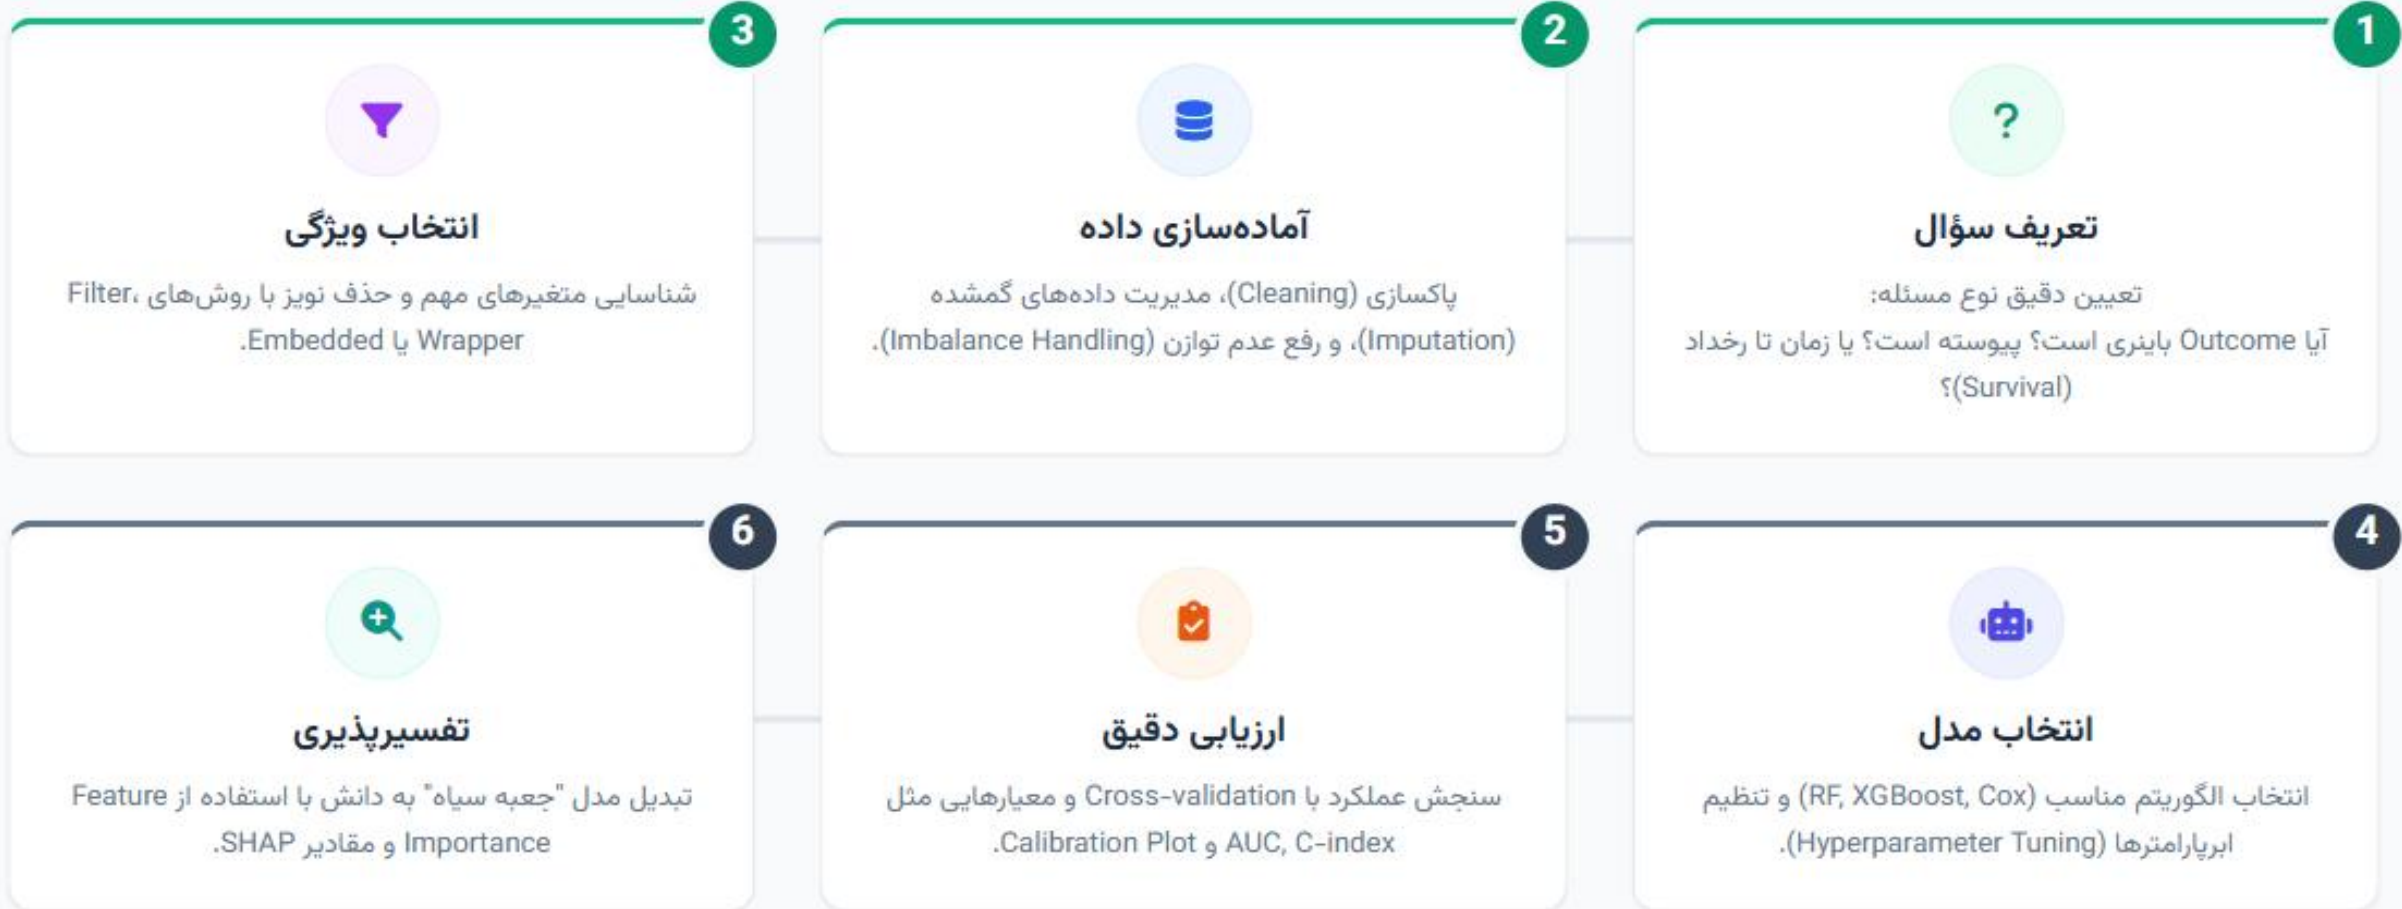 1
تعریف سؤال
تعیین دقیق نوع مسئله:
آیا Outcome باینری است؟ پیوسته است؟ یا زمان تا رخداد
(Survival)؟
2
آماده‌سازی داده
پاکسازی (Cleaning)، مدیریت داده‌های گمشده
(Imputation)، و رفع عدم توازن (Imbalance Handling).
3
انتخاب ویژگی
شناسایی متغیرهای مهم و حذف نویز با روش‌های Filter،
Wrapper یا Embedded.
4
انتخاب مدل
انتخاب الگوریتم مناسب (RF, XGBoost, Cox) و تنظیم
ابرپارامترها (Hyperparameter Tuning).
5
ارزیابی دقیق
سنجش عملکرد با Cross-validation و معیارهایی مثل
AUC, C-index و Calibration Plot.
6
تفسیرپذیری
تبدیل مدل "جعبه سیاه" به دانش با استفاده از Feature
Importance و مقادیر SHAP.